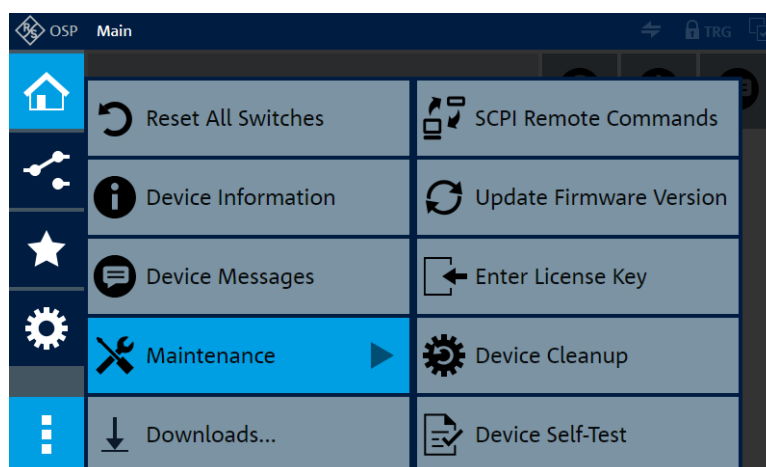 R&S OSP Main TRG
Reset All Switches
SCPI Remote Commands
Device Information
Update Firmware Version
Device Messages
Enter License Key
Maintenance
Device Cleanup
Downloads...
Device Self-Test